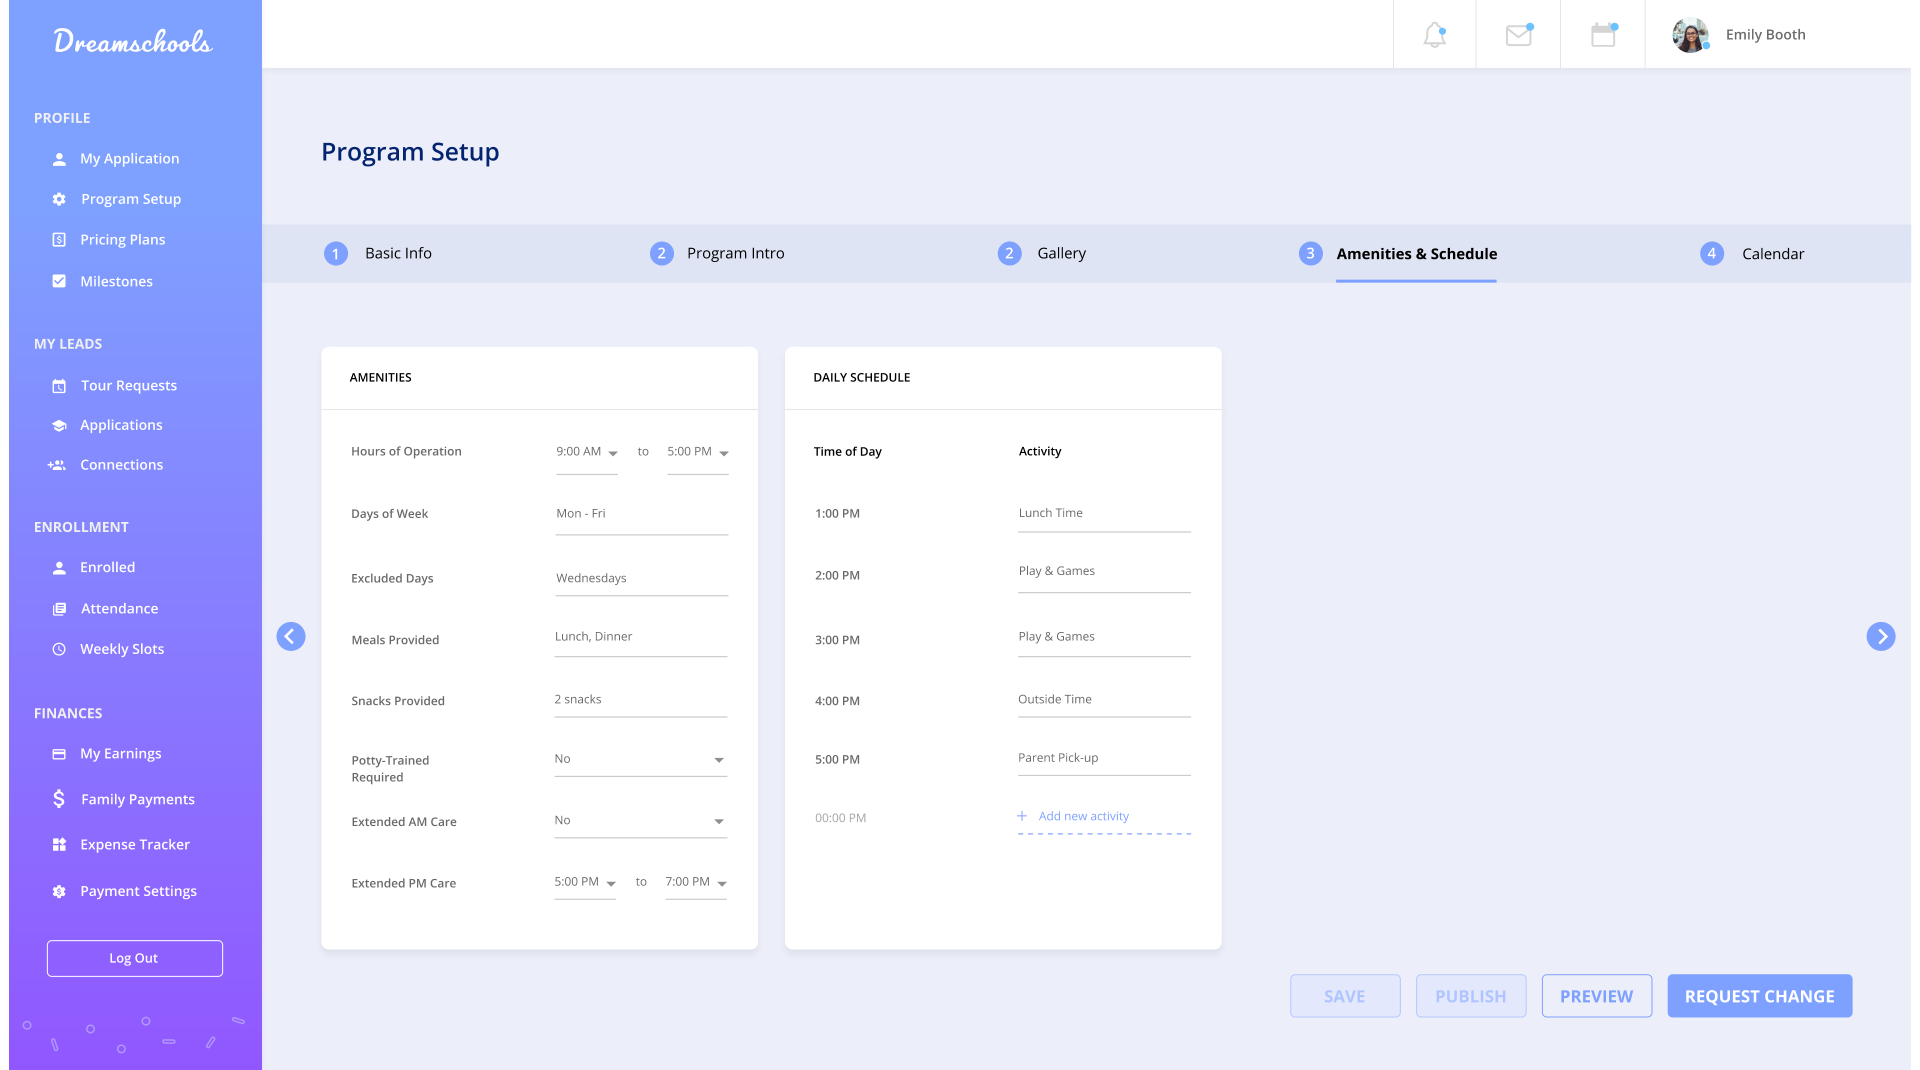 Dreamschools
Emily Booth
PROFILE
My Application
Program Setup
Pricing Plans
Milestones
MY LEADS
Tour Requests
Applications
Connections
ENROLLMENT
Enrolled
Attendance
Weekly Slots
FINANCES
My Earnings
Family Payments
Expense Tracker
Payment Settings
Log Out
Program Setup
1 Basic Info
2 Program Intro
2 Gallery
3 Amenities & Schedule
4 Calendar
AMENITIES
Hours of Operation 9:00 AM to 5:00 PM
Days of Week Mon - Fri
Excluded Days Wednesdays
Meals Provided Lunch, Dinner
Snacks Provided 2 snacks
Potty-Trained No
Required
Extended AM Care No
Extended PM Care 5:00 PM to 7:00 PM
DAILY SCHEDULE
Time of Day Activity
1:00 PM Lunch Time
2:00 PM Play & Games
3:00 PM Play & Games
4:00 PM Outside Time
5:00 PM Parent Pick-up
00:00 PM + Add new activity
SAVE PUBLISH PREVIEW REQUEST CHANGE